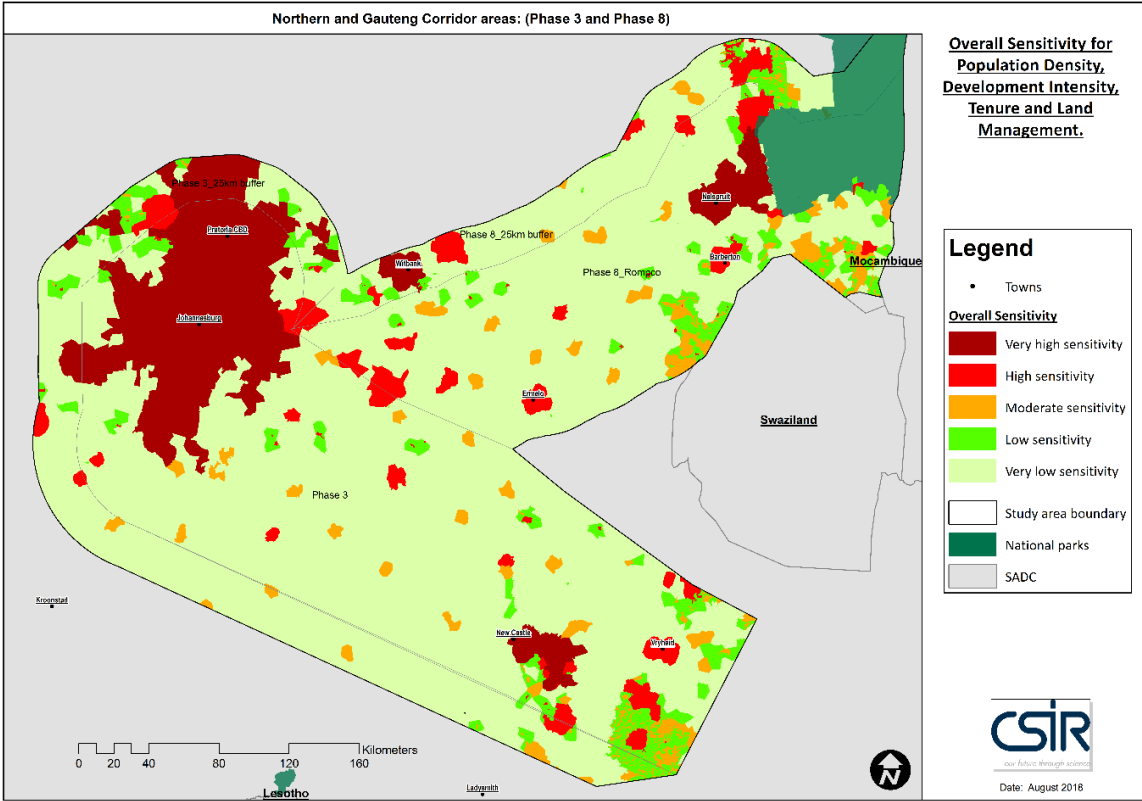 Northern and Gauteng Corridor areas: (Phase 3 and Phase 8)
Overall Sensitivity for
Population Density,
Development Intensity,
Tenure and Land
Management.
Phase 3_25km buffer
Pretoria CBD
Nelspruit
Phase 8_25km buffer
Witbank
Barberton
Mocambique
Phase 8_Rompco
Johannesburg
Ermelo
Swaziland
Phase 3
Kroonstad
New Castle
Vryheid
Kilometers
0 20 40 80 120 160
Lesotho
Ladysmith
Legend
Towns
Overall Sensitivity
Very high sensitivity
High sensitivity
Moderate sensitivity
Low sensitivity
Very low sensitivity
Study area boundary
National parks
SADC
N
CSIR
our future through science
Date: August 2018